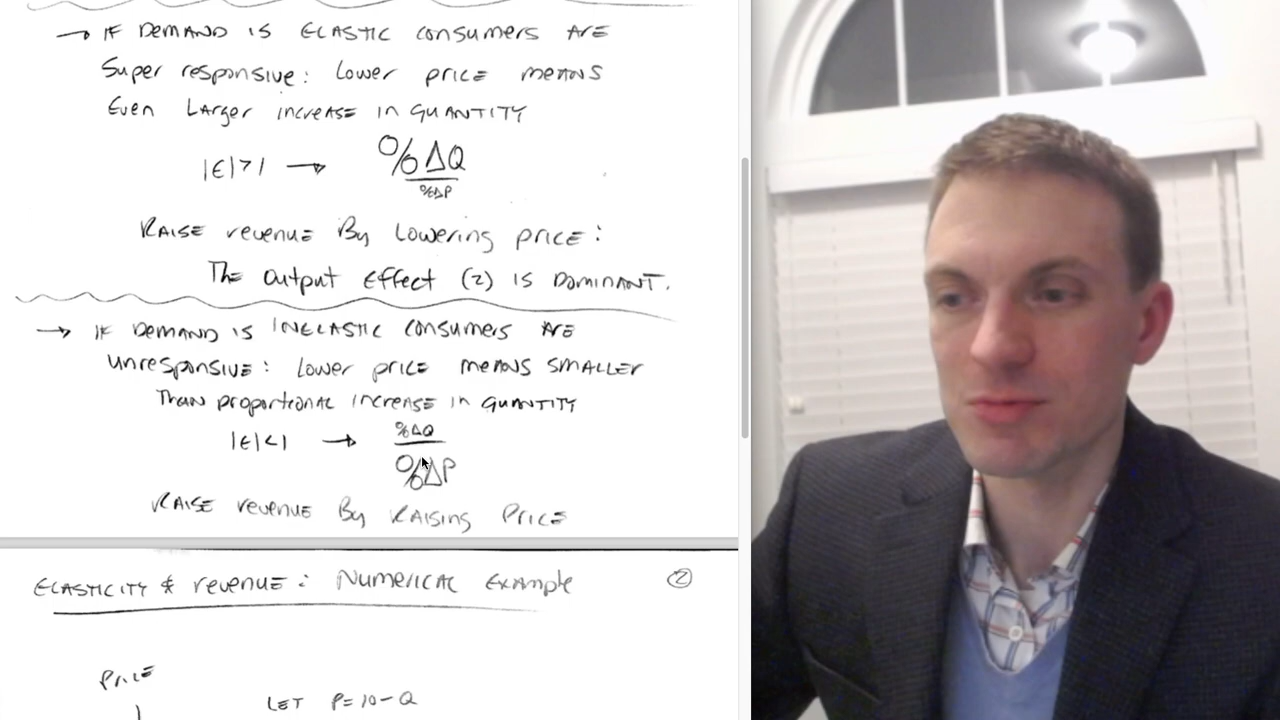 → IF DEMAND IS ELASTIC CONSUMERS ARE
Super responsive: Lower price means
Even Larger increase in QUANTITY
|ε|>1 → %ΔQ
%ΔP
RAISE revenue By Lowering price:
The output Effect (2) is DOMINANT.
→ IF DEMAND IS INELASTIC consumers ARE
Unresponsive: Lower price means SMALLER
Than proportional increase in QUANTITY
|ε|<1 → %ΔQ
%ΔP
RAISE revenue By RAISING PRICE
ELASTICITY & revenue: Numerical Example ②
PRICE
LET P=10-Q